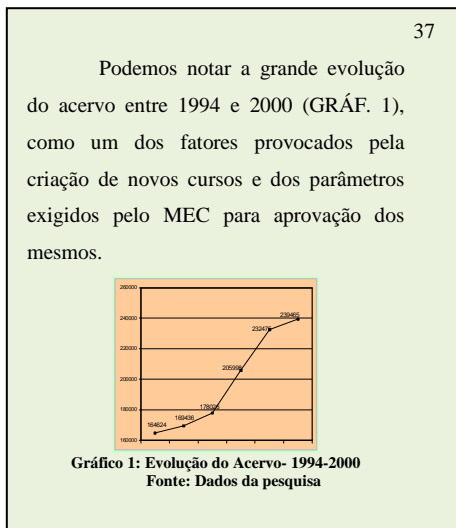 37
Podemos notar a grande evolução
do acervo entre 1994 e 2000 (GRÁF. 1),
como um dos fatores provocados pela
criação de novos cursos e dos parâmetros
exigidos pelo MEC para aprovação dos
mesmos.
260000
240000
220000
200000
180000
160000
164624
169436
232476
239465
Gráfico 1: Evolução do Acervo- 1994-2000
Fonte: Dados da pesquisa